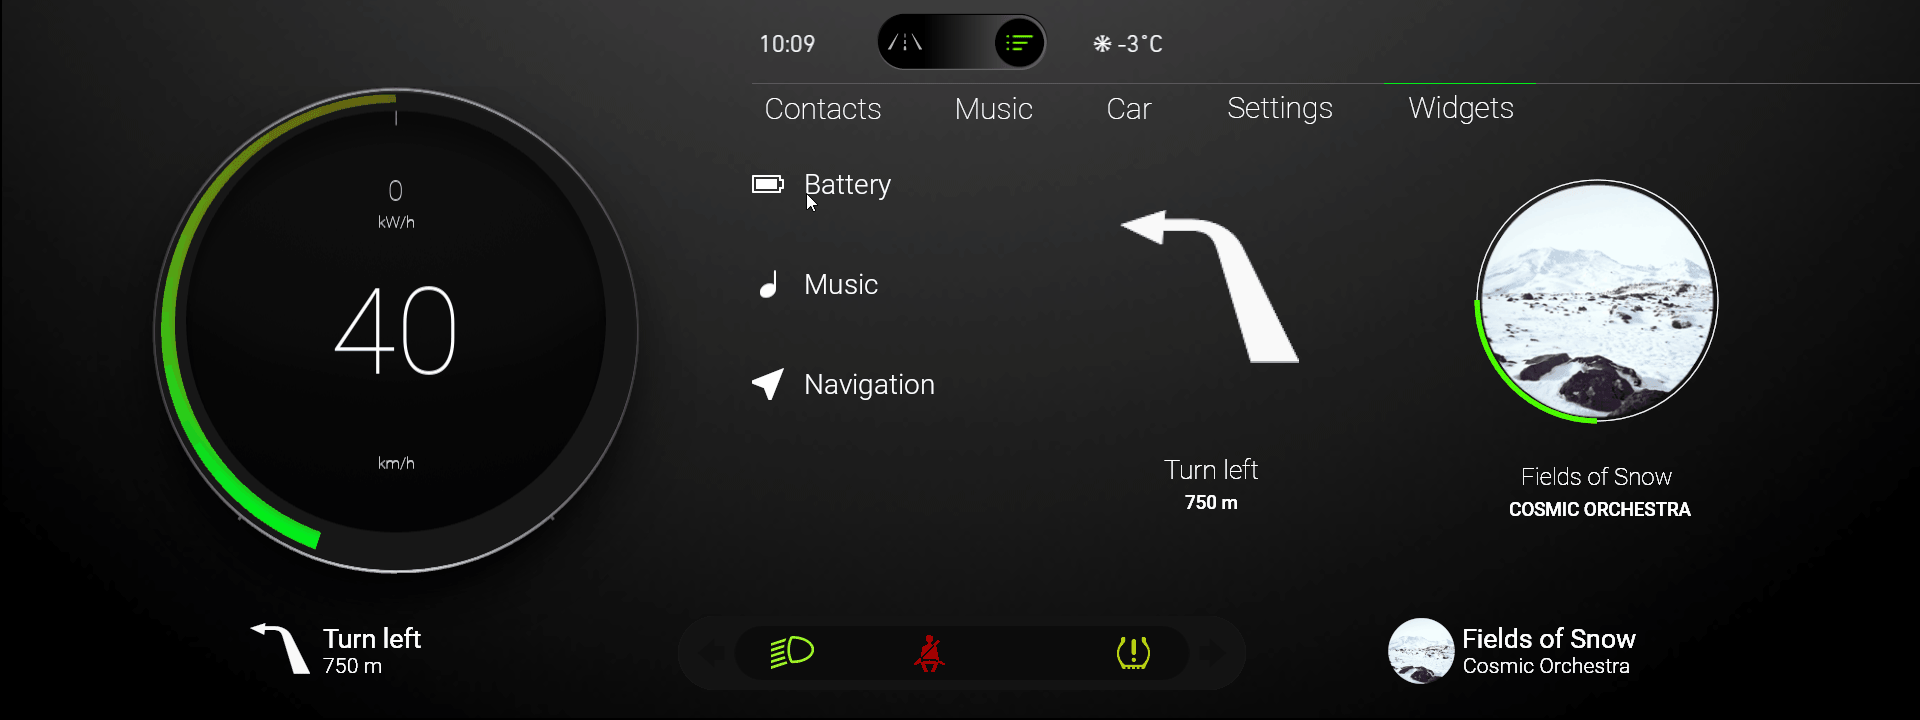 10:09
-3°C
Contacts
Music
Car
Settings
Widgets
0
kW/h
40
km/h
Battery
Music
Navigation
Turn left
750 m
Fields of Snow
COSMIC ORCHESTRA
Turn left
750 m
Fields of Snow
Cosmic Orchestra